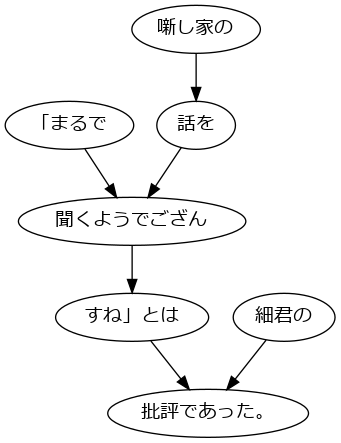 噺し家の
「まるで
話を
聞くようでござん
すね」とは
細君の
批評であった。